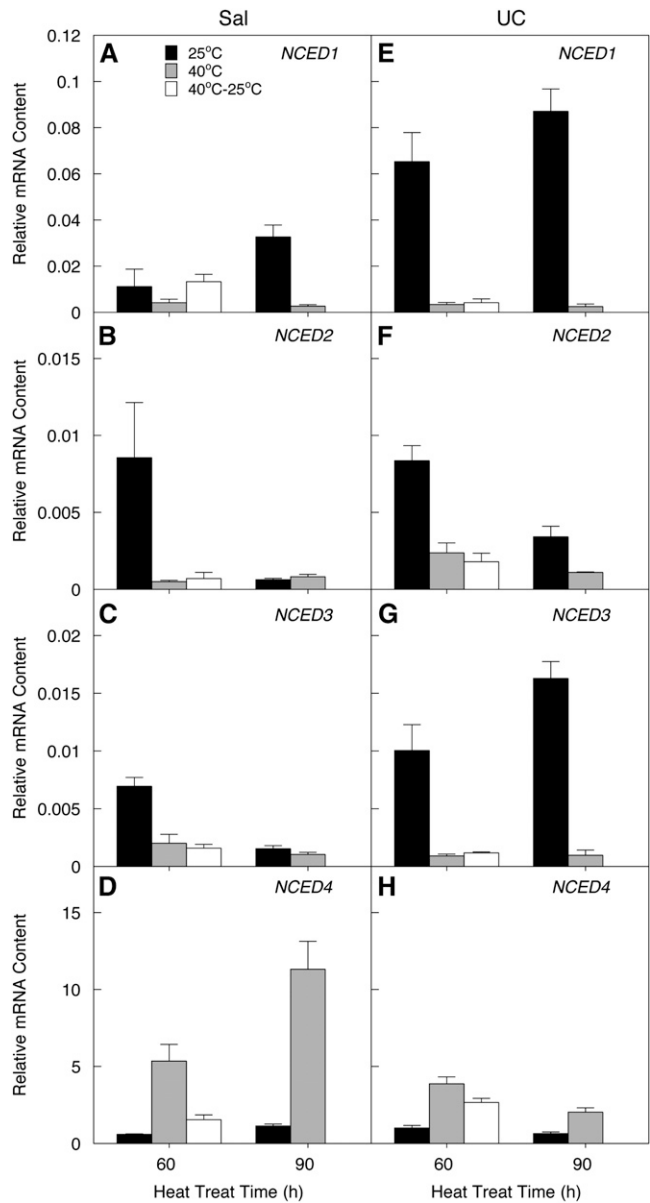 Sal
UC
A
NCED1
25°C
40°C
40°C-25°C
E
NCED1
Relative mRNA Content
0.12
0.1
0.08
0.06
0.04
0.02
0
B
NCED2
F
NCED2
Relative mRNA Content
0.015
0.01
0.005
0
C
NCED3
G
NCED3
Relative mRNA Content
0.02
0.015
0.01
0.005
0
D
NCED4
H
NCED4
Relative mRNA Content
15
10
5
0
60
90
60
90
Heat Treat Time (h)
Heat Treat Time (h)